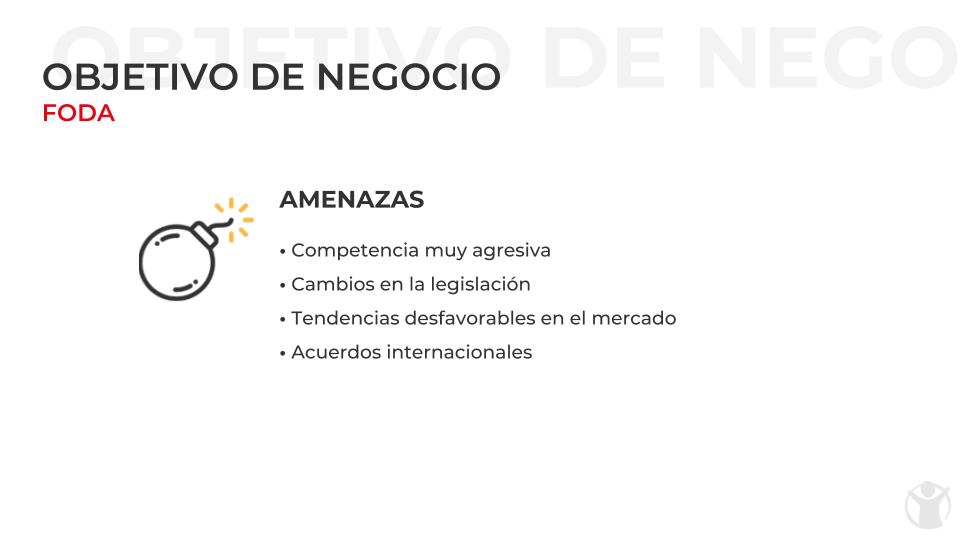 OBJETIVO DE NEGO
OBJETIVO DE NEGOCIO
FODA
AMENAZAS
• Competencia muy agresiva
• Cambios en la legislación
• Tendencias desfavorables en el mercado
• Acuerdos internacionales